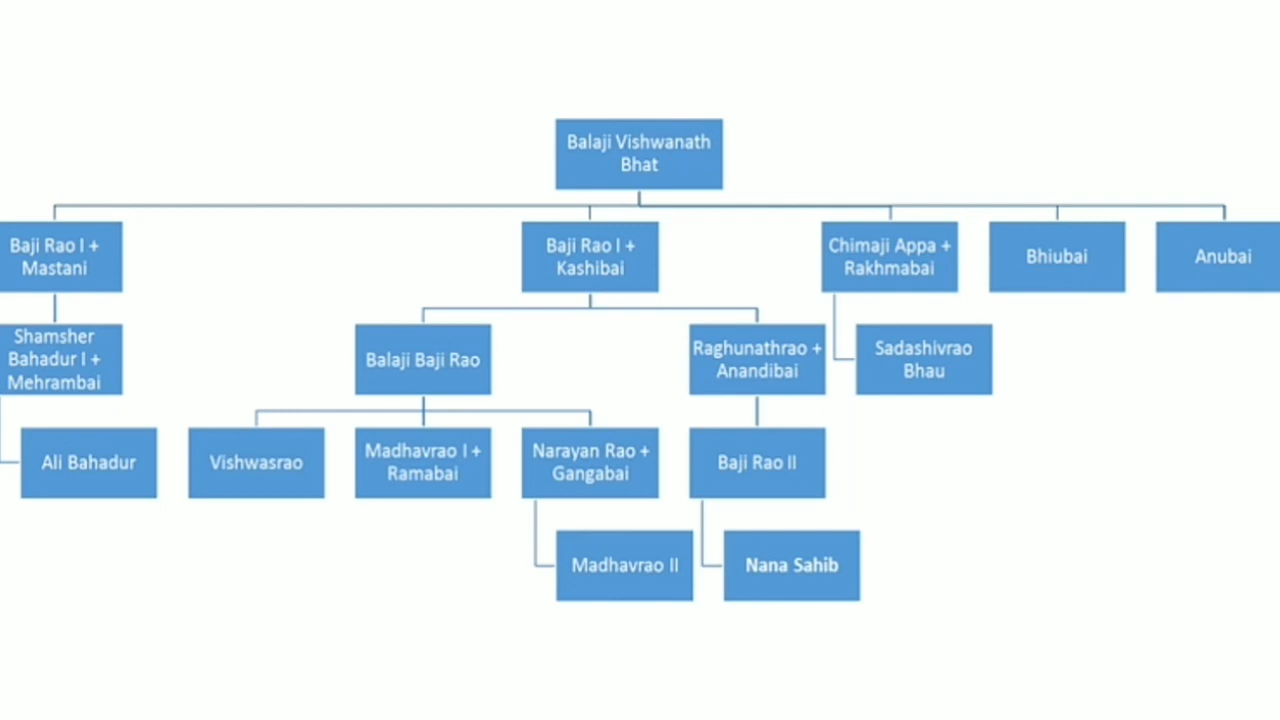 Balaji Vishwanath
Bhat
Baji Rao I +
Mastani
Baji Rao I +
Kashibai
Chimaji Appa +
Rakhmabai
Bhiubai
Anubai
Shamsher
Bahadur I +
Mehrambai
Balaji Baji Rao
Raghunathrao +
Anandibai
Sadashivrao
Bhau
Ali Bahadur
Vishwasrao
Madhavrao I +
Ramabai
Narayan Rao +
Gangabai
Baji Rao II
Madhavrao II
Nana Sahib